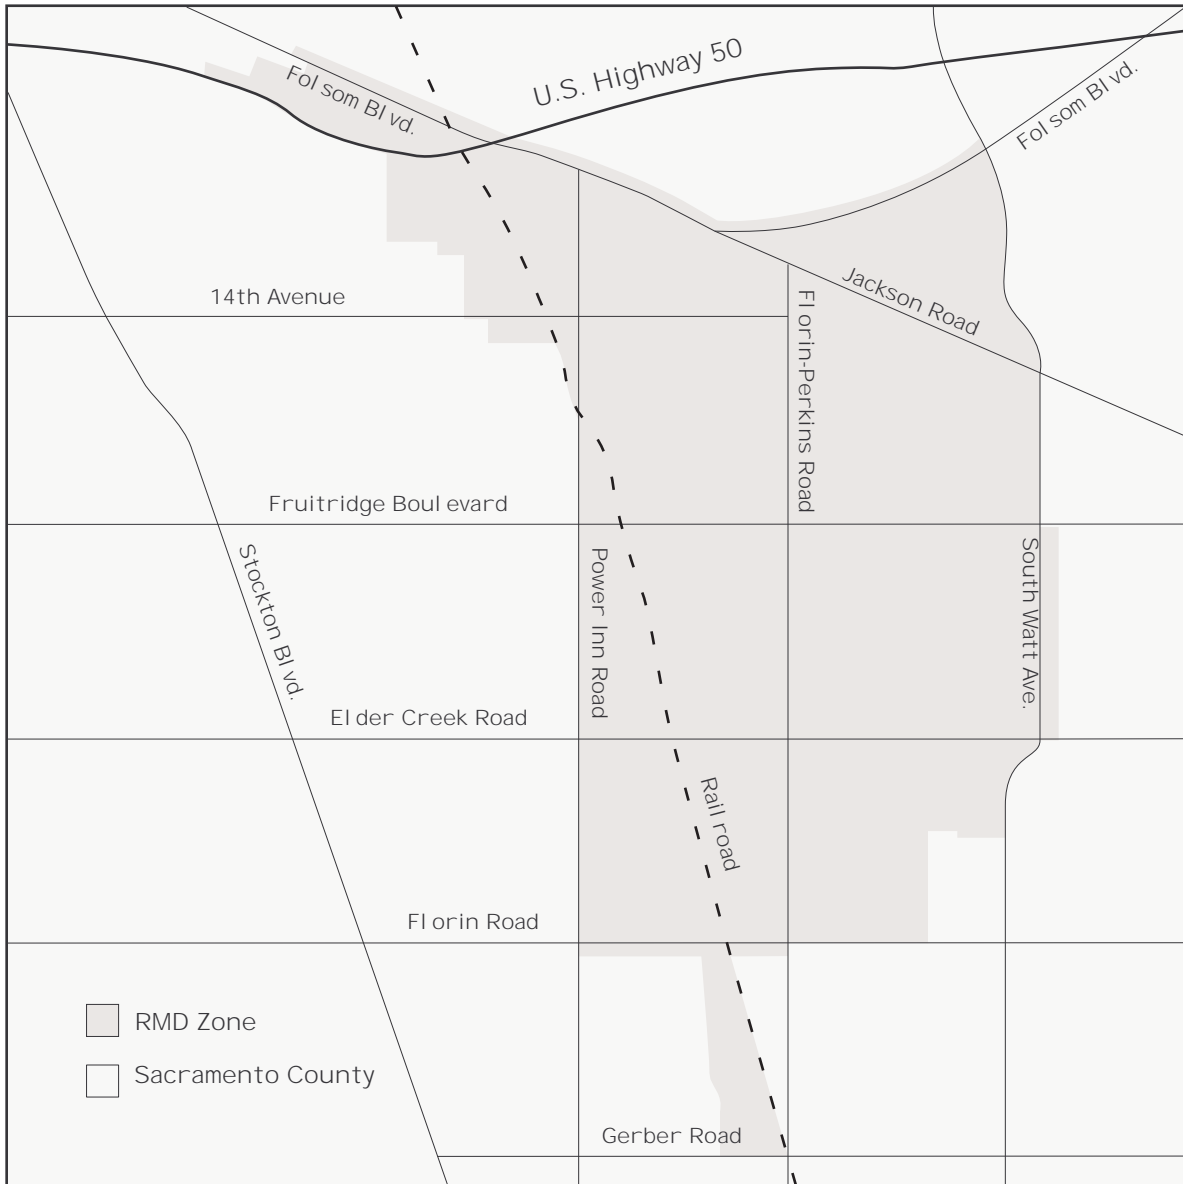 U.S. Highway 50
Folsom Blvd.
Folsom Blvd.
14th Avenue
Jackson Road
Florin-Perkins Road
Fruitridge Boulevard
Stockton Blvd.
Power Inn Road
South Watt Ave.
Elder Creek Road
Railroad
Florin Road
RMD Zone
Sacramento County
Gerber Road